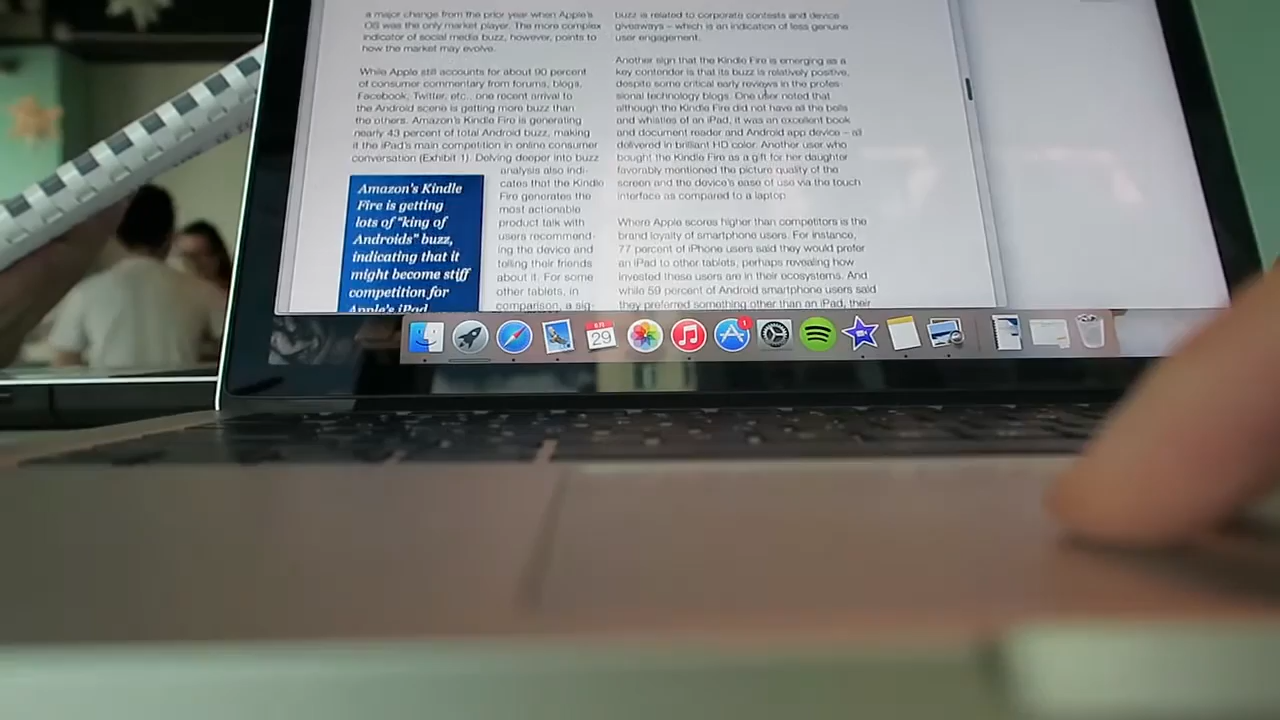 a major change from the prior year when Apple's
OS was the only market player. The more complex
indicator of social media buzz, however, points to
how the market may evolve.
While Apple still accounts for about 90 percent
of consumer commentary from forums, blogs,
Facebook, Twitter, etc., one recent arrival to
the Android scene is getting more buzz than
the others. Amazon's Kindle Fire is generating
nearly 43 percent of total Android buzz, making
it the iPad's main competition in online consumer
conversation (Exhibit 1). Delving deeper into buzz
analysis also indi-
cates that the Kindle
Fire generates the
most actionable
product talk with
users recommend-
ing the device and
telling their friends
about it. For some
other tablets, in
comparison, a sig-
Amazon's Kindle
Fire is getting
lots of "king of
Androids" buzz,
indicating that it
might become stiff
competition for
Apple's iPad
buzz is related to corporate contests and device
giveaways – which is an indication of less genuine
user engagement.
Another sign that the Kindle Fire is emerging as a
key contender is that its buzz is relatively positive,
despite some critical early reviews in the profes-
sional technology blogs. One user noted that
although the Kindle Fire did not have all the bells
and whistles of an iPad, it was an excellent book
and document reader and Android app device – all
delivered in brilliant HD color. Another user who
bought the Kindle Fire as a gift for her daughter
favorably mentioned the picture quality of the
screen and the device's ease of use via the touch
interface as compared to a laptop
Where Apple scores higher than competitors is the
brand loyalty of smartphone users. For instance,
77 percent of iPhone users said they would prefer
an iPad to other tablets, perhaps revealing how
invested these users are in their ecosystems. And
while 59 percent of Android smartphone users said
they preferred something other than an iPad, their
29
1